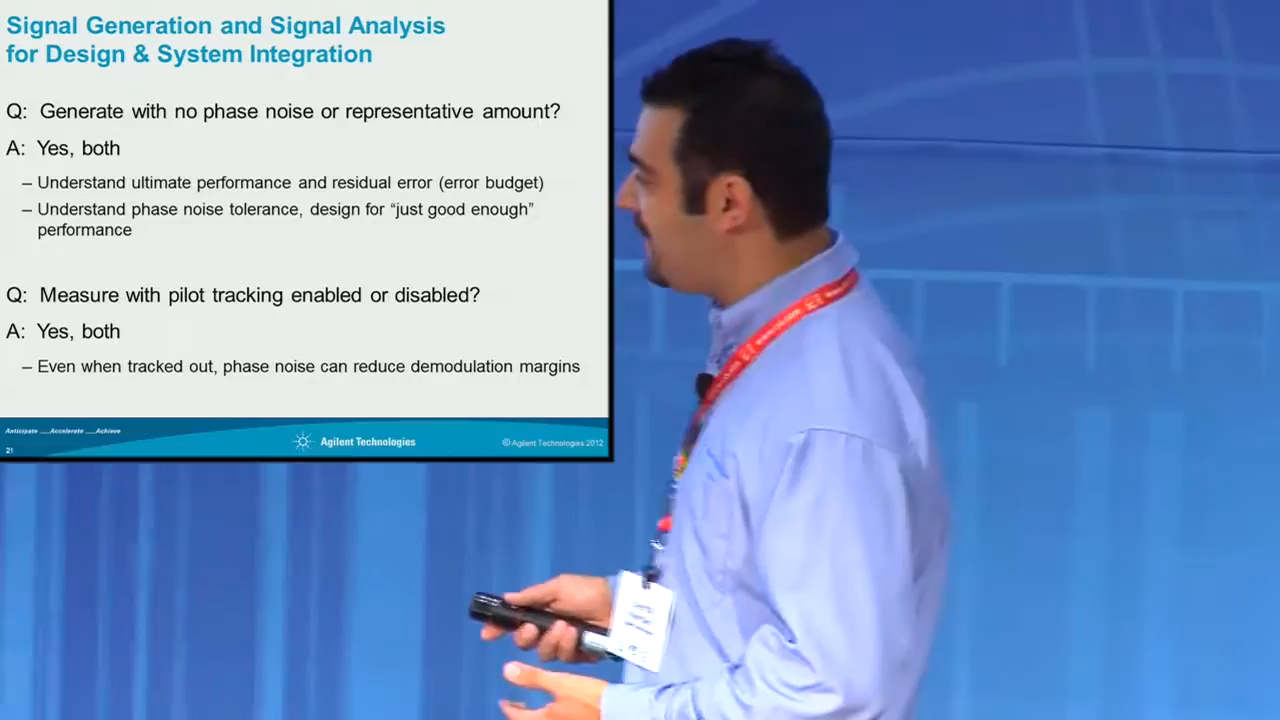 Signal Generation and Signal Analysis
for Design & System Integration
Q: Generate with no phase noise or representative amount?
A: Yes, both
– Understand ultimate performance and residual error (error budget)
– Understand phase noise tolerance, design for “just good enough”
performance
Q: Measure with pilot tracking enabled or disabled?
A: Yes, both
– Even when tracked out, phase noise can reduce demodulation margins
Anticipate __Accelerate __Achieve
21
Agilent Technologies
© Agilent Technologies 2012